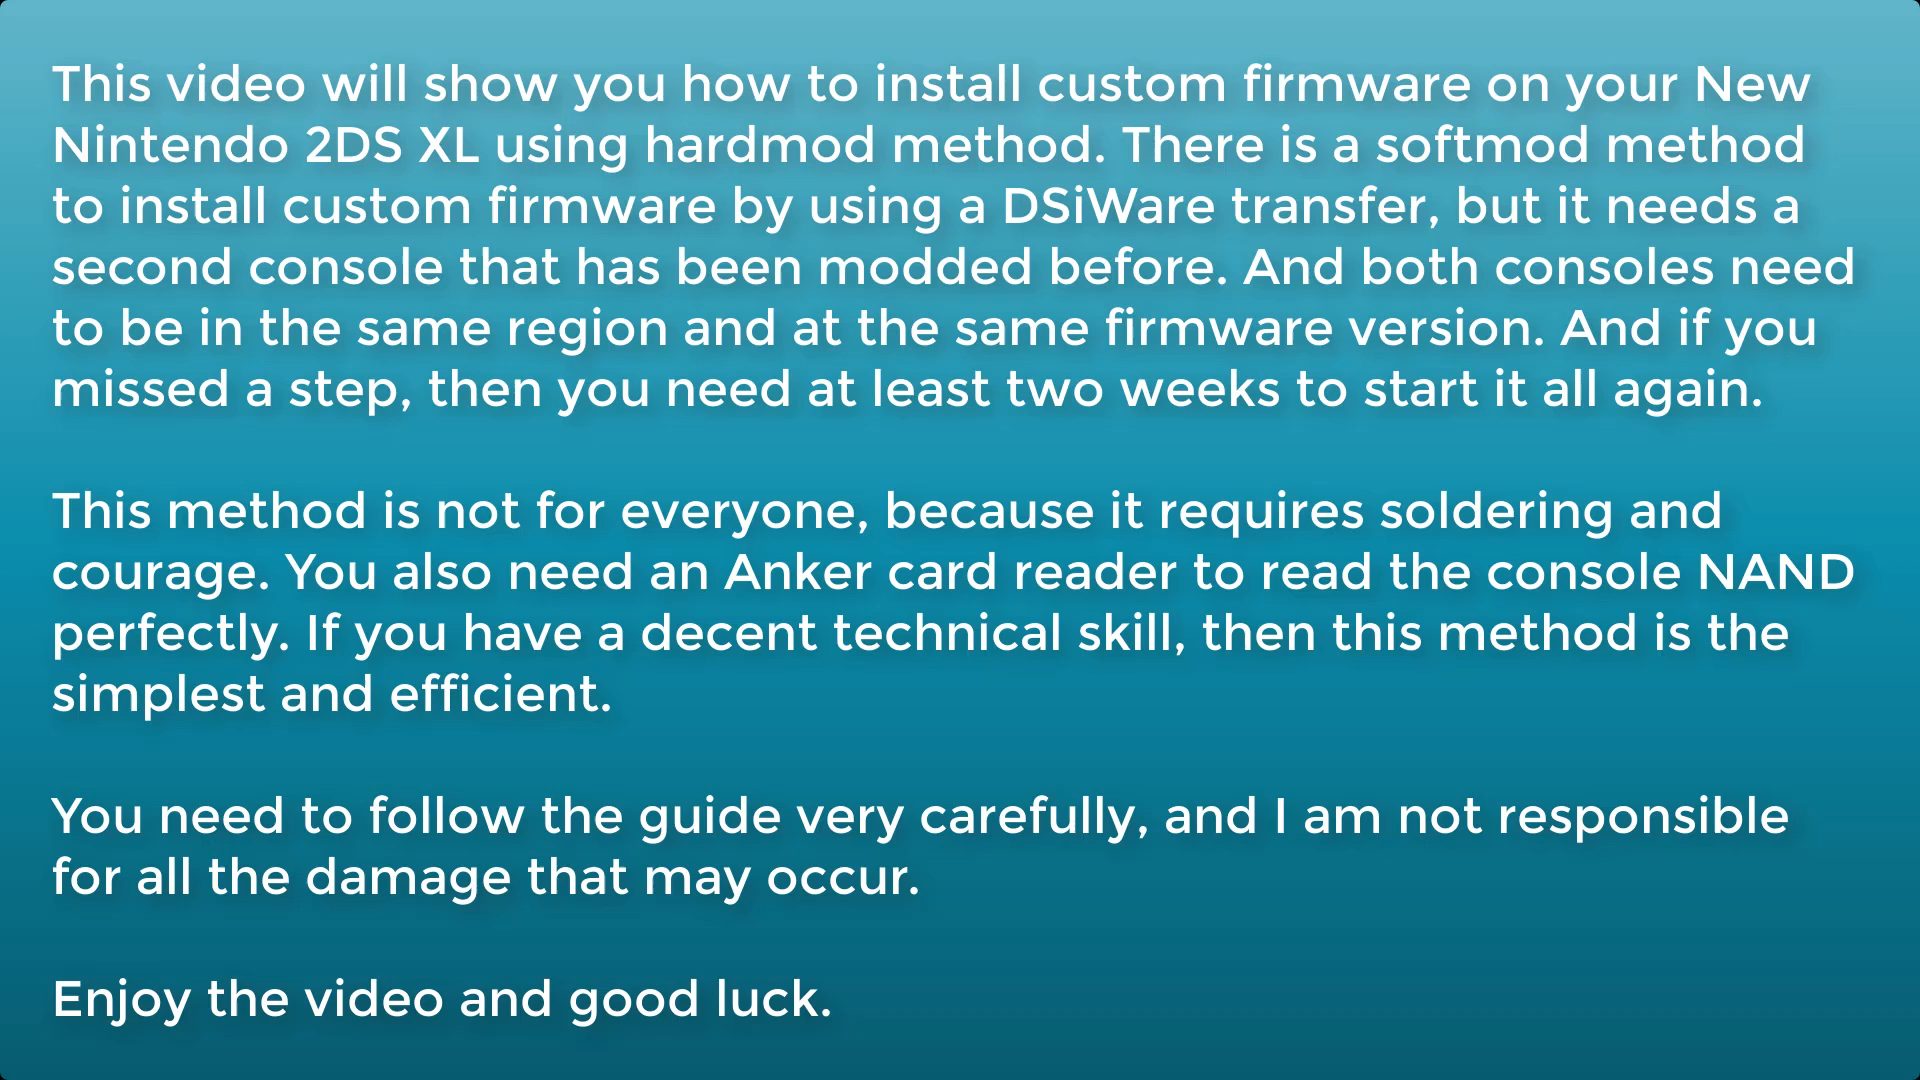 This video will show you how to install custom firmware on your New
Nintendo 2DS XL using hardmod method. There is a softmod method
to install custom firmware by using a DSiWare transfer, but it needs a
second console that has been modded before. And both consoles need
to be in the same region and at the same firmware version. And if you
missed a step, then you need at least two weeks to start it all again.
This method is not for everyone, because it requires soldering and
courage. You also need an Anker card reader to read the console NAND
perfectly. If you have a decent technical skill, then this method is the
simplest and efficient.
You need to follow the guide very carefully, and I am not responsible
for all the damage that may occur.
Enjoy the video and good luck.